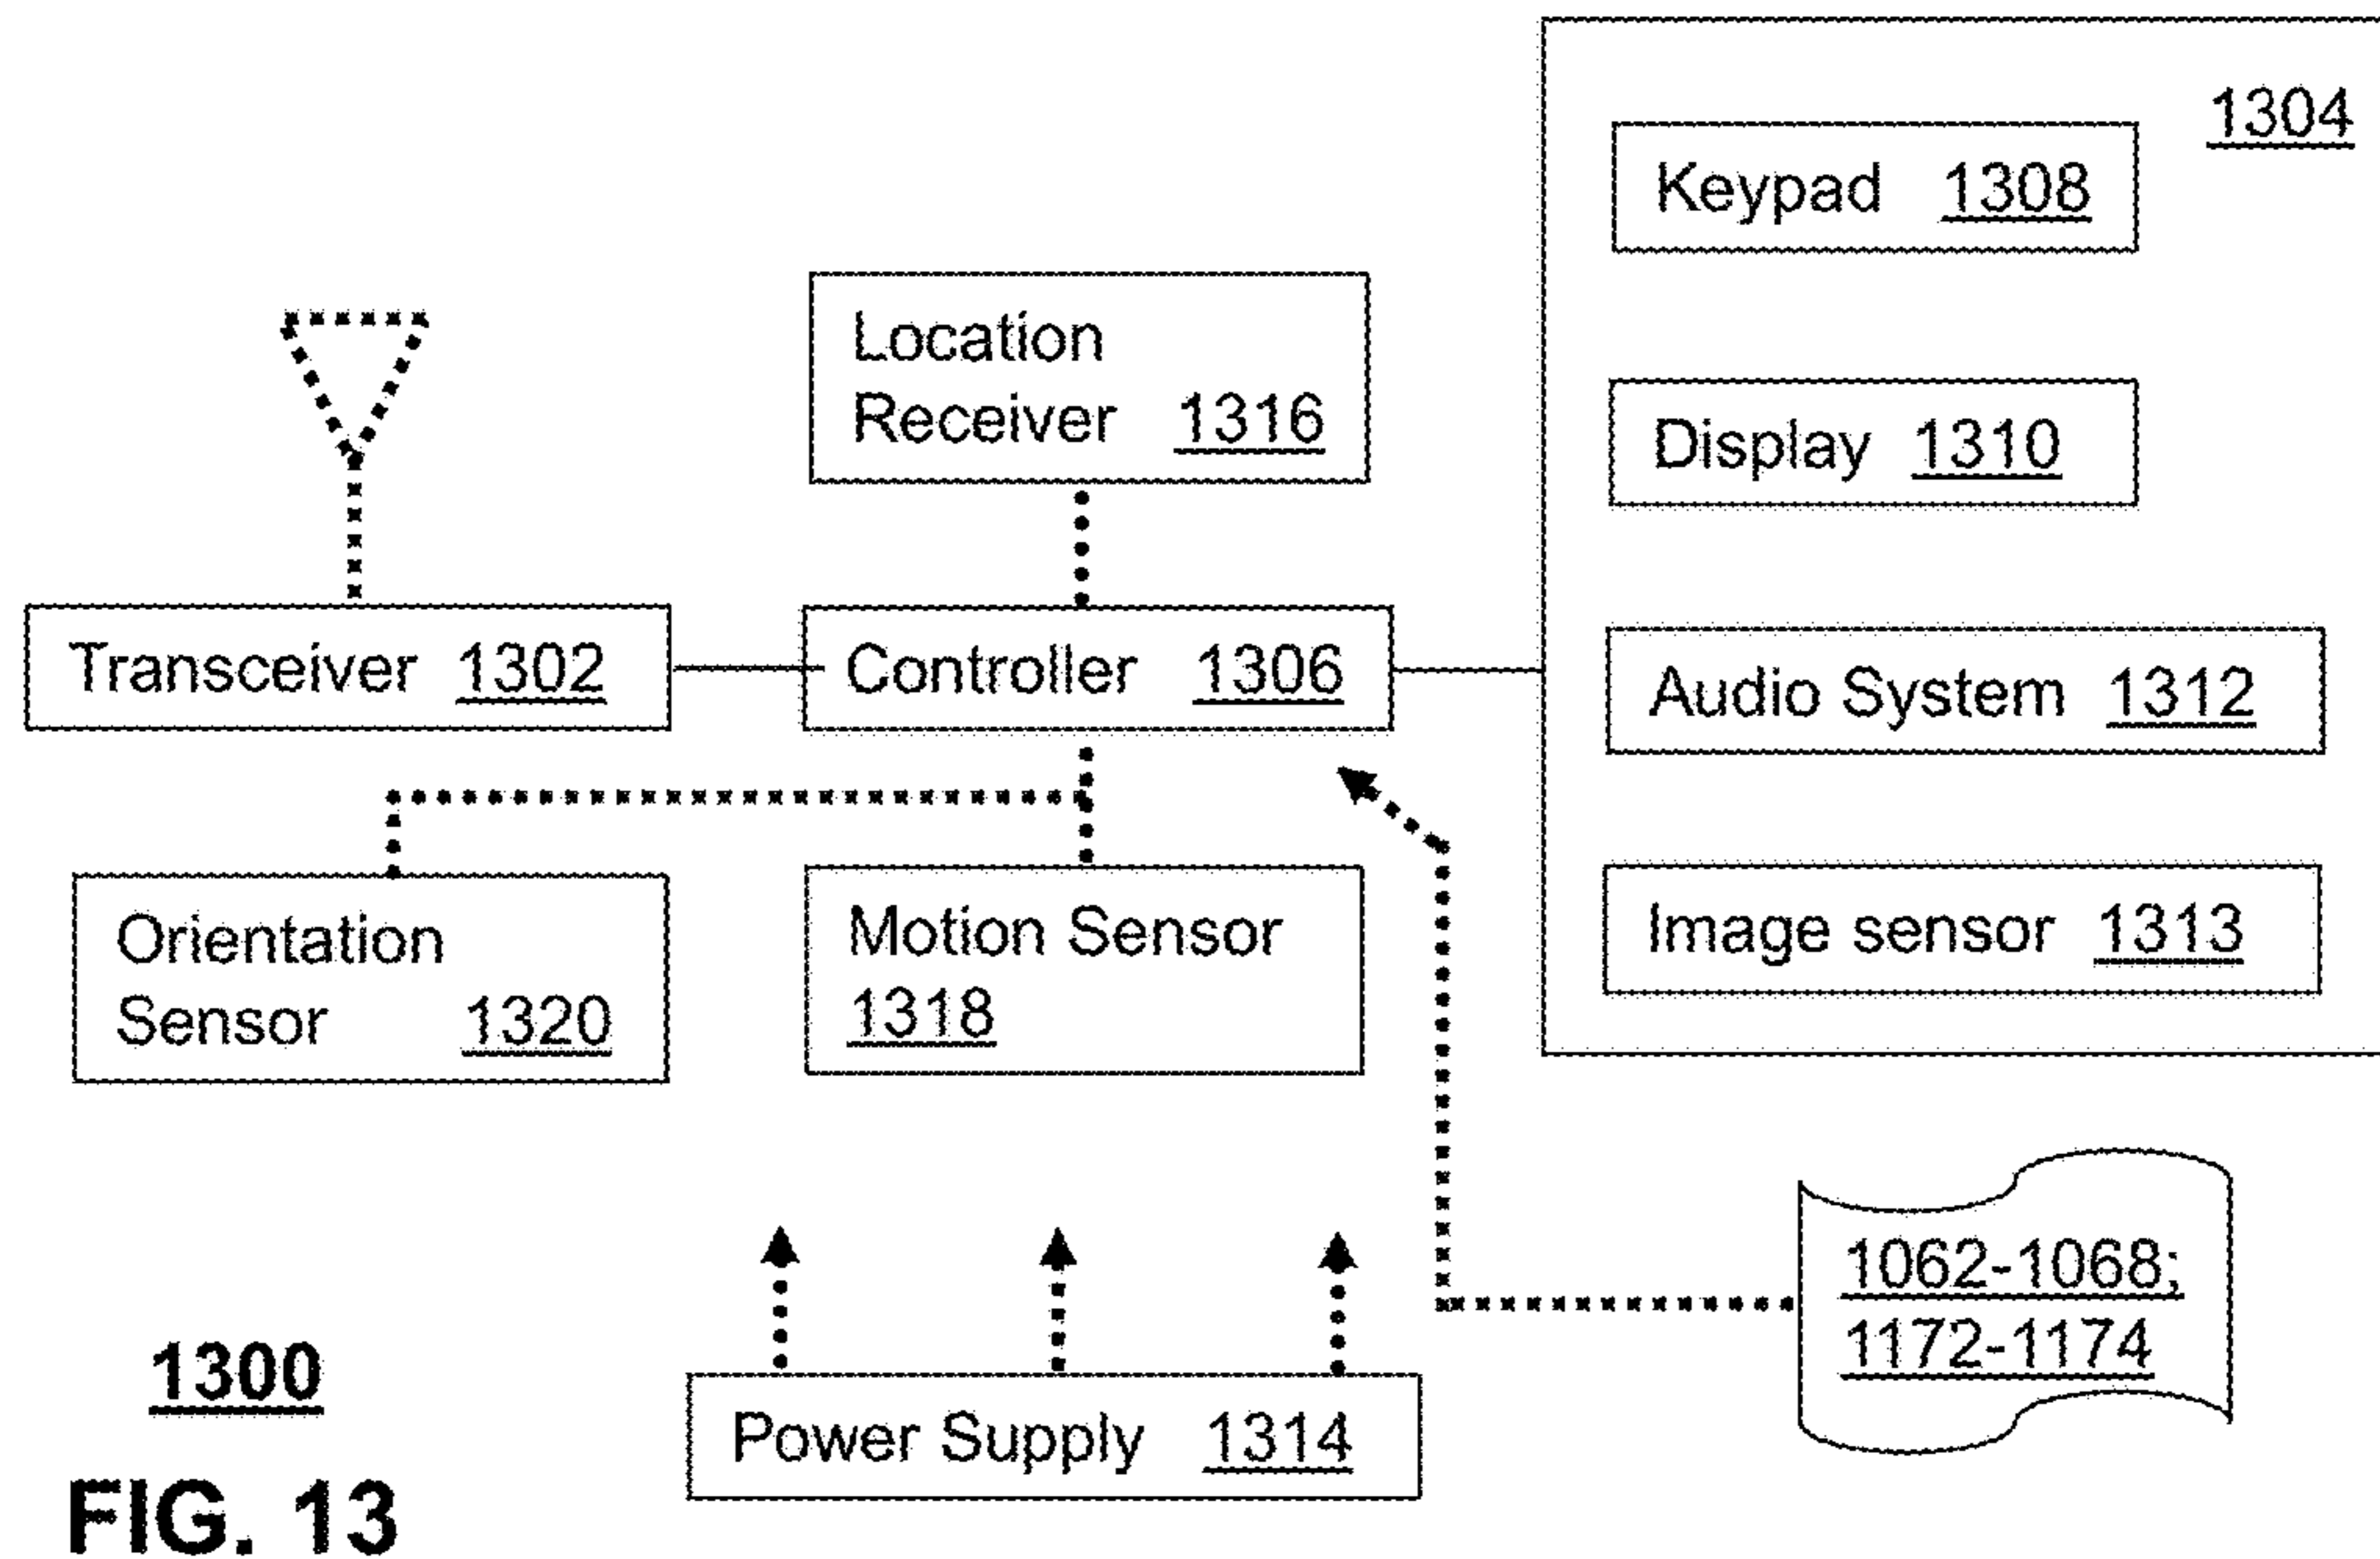 1304
Keypad 1308
Location
Receiver 1316
Display 1310
Transceiver 1302
Controller 1306
Audio System 1312
Orientation
Sensor 1320
Motion Sensor
1318
Image sensor 1313
1062-1068;
1172-1174
Power Supply 1314
1300
FIG. 13